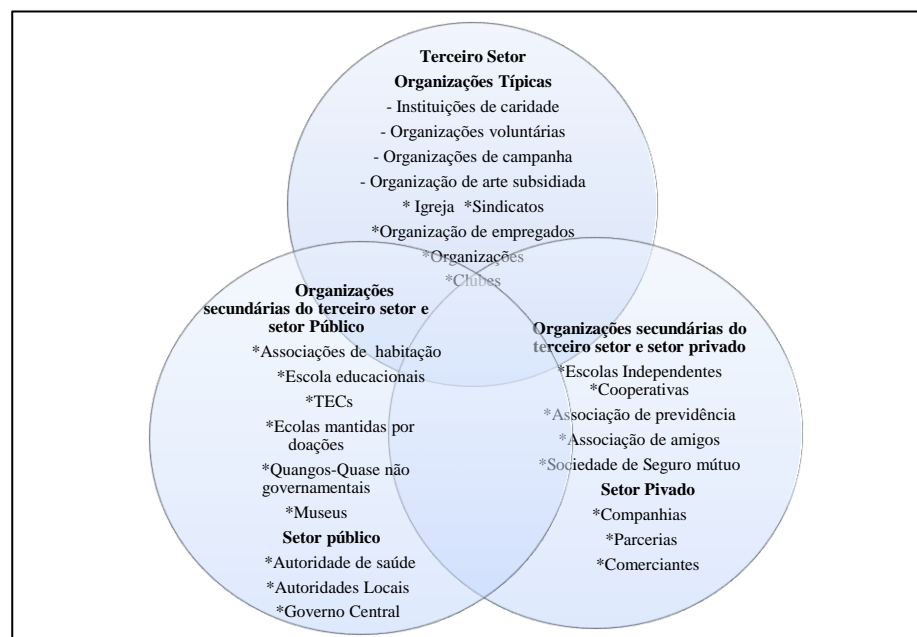 Terceiro Setor
Organizações Típicas
- Instituições de caridade
- Organizações voluntárias
- Organizações de campanha
- Organização de arte subsidiada
* Igreja *Sindicatos
*Organização de empregados
*Organizações
*Clubes
Organizações
secundárias do terceiro setor e
setor Público
*Associações de habitação
*Escola educacionais
*TECs
*Ecolas mantidas por
doações
*Quangos-Quase não
governamentais
*Museus
Setor público
*Autoridade de saúde
*Autoridades Locais
*Governo Central
Organizações secundárias do
terceiro setor e setor privado
*Escolas Independentes
*Cooperativas
*Associação de previdência
*Associação de amigos
*Sociedade de Seguro mútuo
Setor Pivado
*Companhias
*Parcerias
*Comerciantes